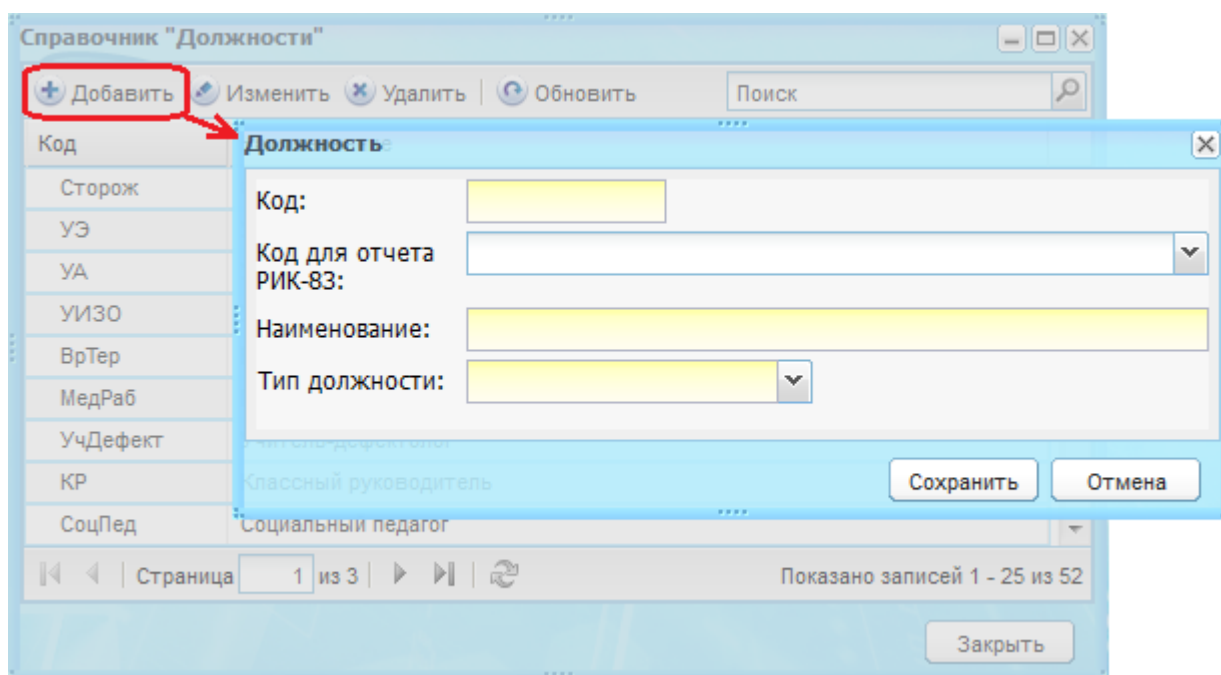 Справочник "Должности"
Добавить Изменить Удалить Обновить Поиск
Код
Должность
Сторож
Код:
УЭ
Код для отчета
РИК-83:
УА
УИЗО
Наименование:
ВрТер
Тип должности:
МедРаб
УчДефект Учитель-дефектолог
КР Классный руководитель
Сохранить Отмена
СоцПед Социальный педагог
Страница 1 из 3 Показано записей 1 - 25 из 52
Закрыть